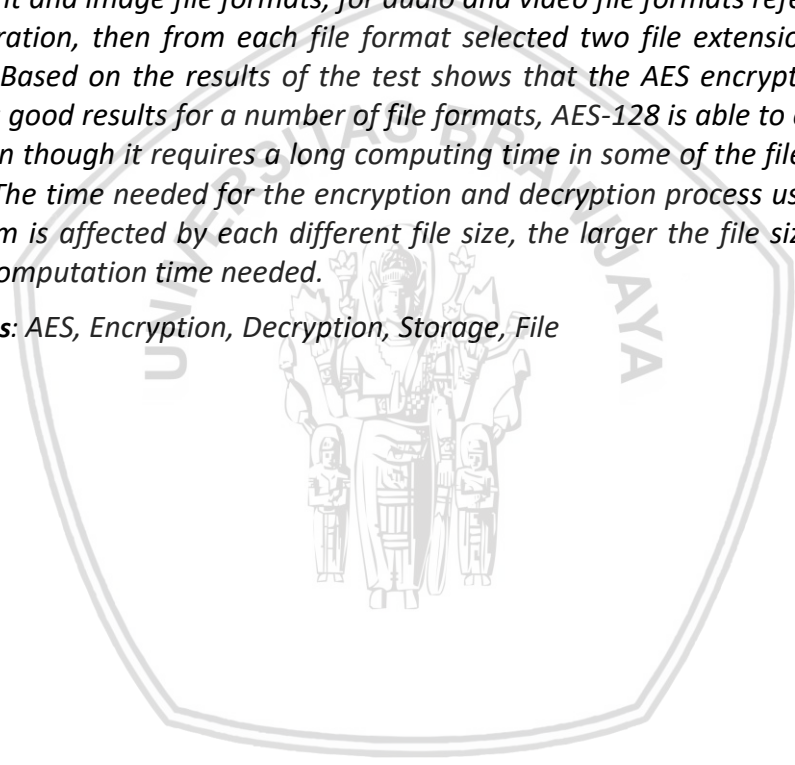 nt and image file formats, for audio and video file formats refe
ration, then from each file format selected two file extensio
Based on the results of the test shows that the AES encrypt
good results for a number of file formats, AES-128 is able to
n though it requires a long computing time in some of the file
The time needed for the encryption and decryption process us
m is affected by each different file size, the larger the file siz
omputation time needed.
s: AES, Encryption, Decryption, Storage, File
UNIVERSITAS BRAWIJAYA